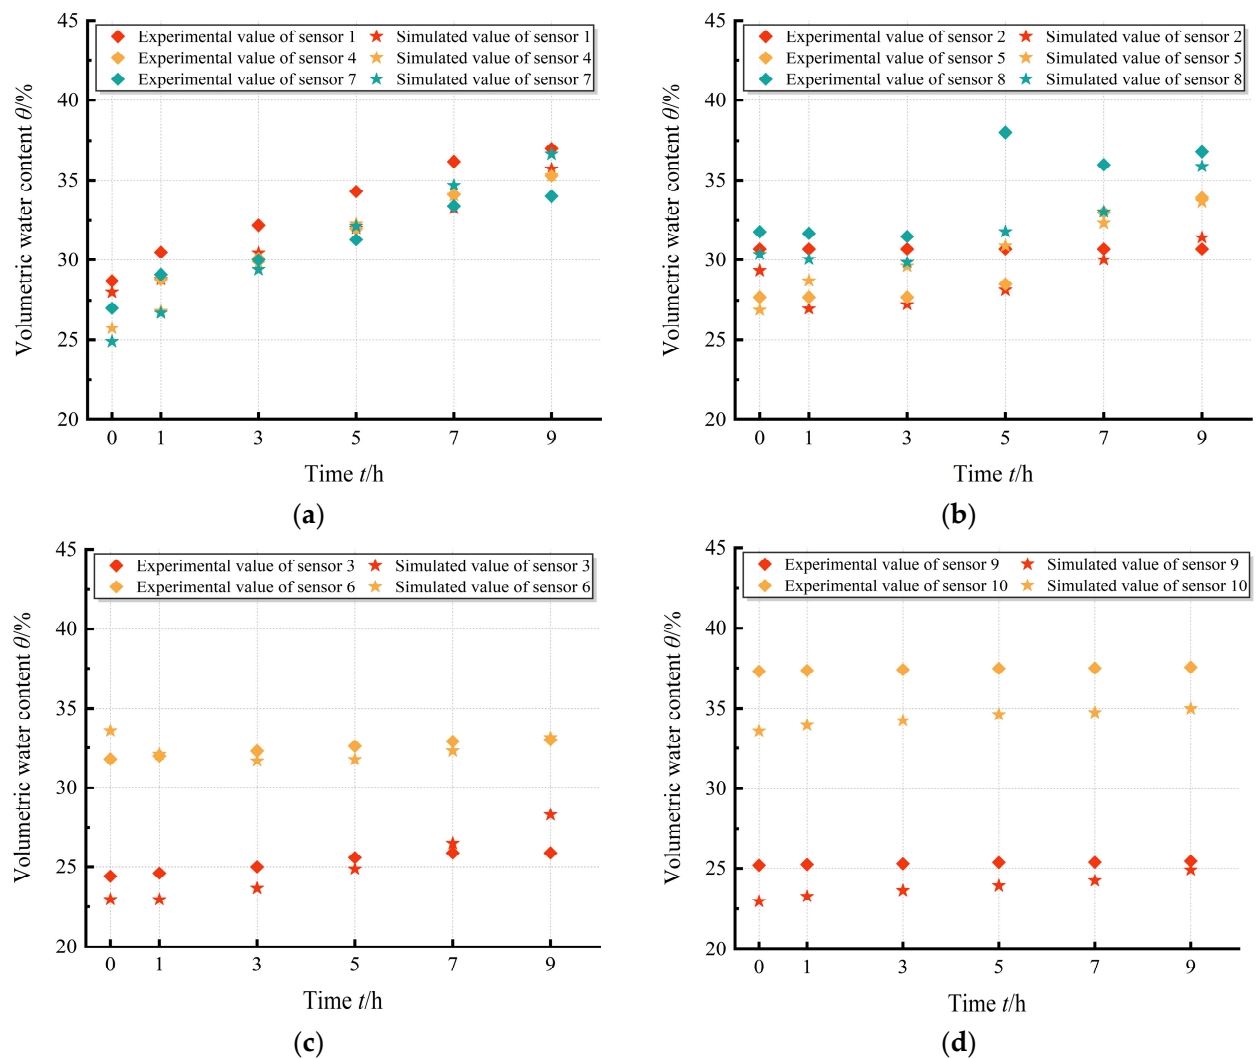 45
40
35
30
25
20
Volumetric water content θ/%
Experimental value of sensor 1
Simulated value of sensor 1
Experimental value of sensor 4
Simulated value of sensor 4
Experimental value of sensor 7
Simulated value of sensor 7
0 1 3 5 7 9
Time t/h
(a)
45
40
35
30
25
20
Volumetric water content θ/%
Experimental value of sensor 2
Simulated value of sensor 2
Experimental value of sensor 5
Simulated value of sensor 5
Experimental value of sensor 8
Simulated value of sensor 8
0 1 3 5 7 9
Time t/h
(b)
45
40
35
30
25
20
Volumetric water content θ/%
Experimental value of sensor 3
Simulated value of sensor 3
Experimental value of sensor 6
Simulated value of sensor 6
0 1 3 5 7 9
Time t/h
(c)
45
40
35
30
25
20
Volumetric water content θ/%
Experimental value of sensor 9
Simulated value of sensor 9
Experimental value of sensor 10
Simulated value of sensor 10
0 1 3 5 7 9
Time t/h
(d)